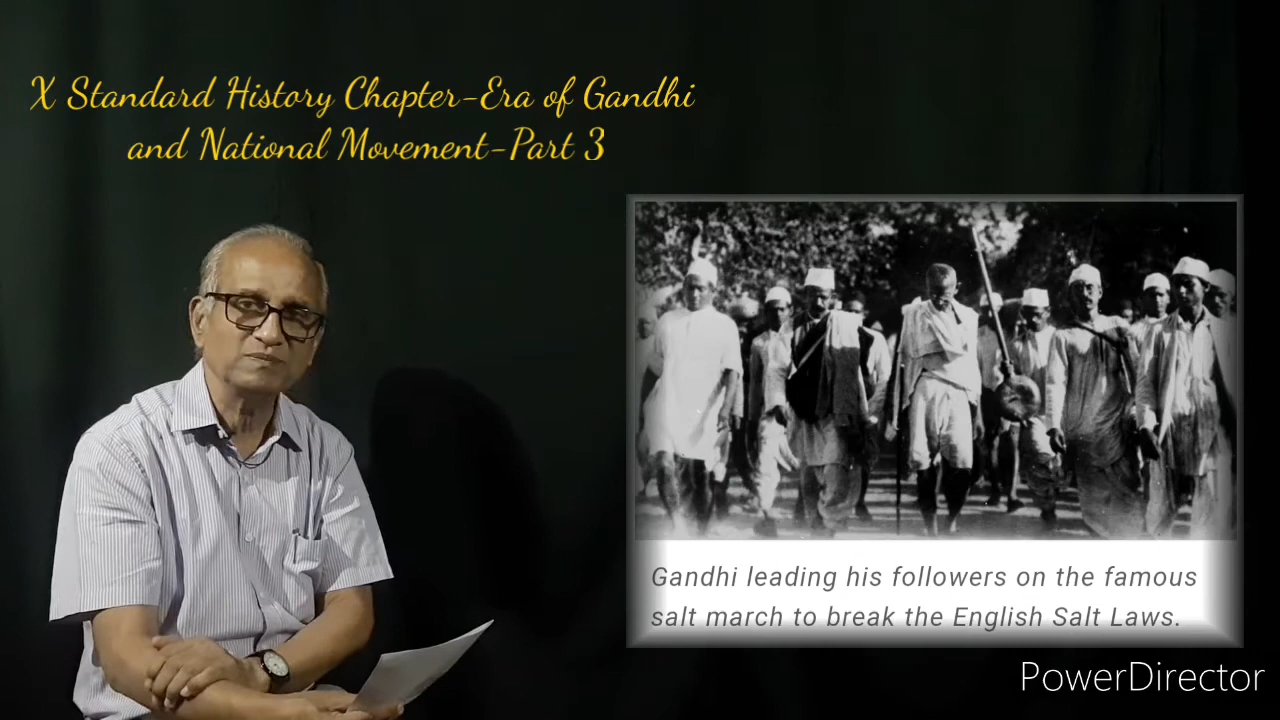 X Standard History Chapter-Era of Gandhi
and National Movement-Part 3
Gandhi leading his followers on the famous
salt march to break the English Salt Laws.
PowerDirector